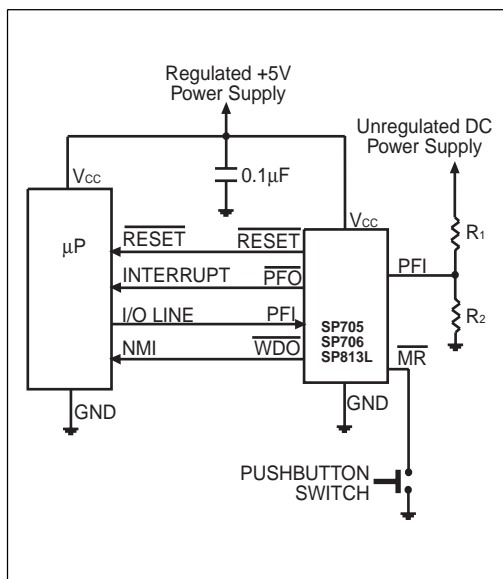 Regulated +5V
Power Supply
Unregulated DC
Power Supply
VCC
0.1μF
VCC
R1
μP
RESET
RESET
PFI
INTERRUPT
PFO
I/O LINE
PFI
SP705
SP706
SP813L
R2
NMI
WDO
MR
GND
GND
PUSHBUTTON
SWITCH